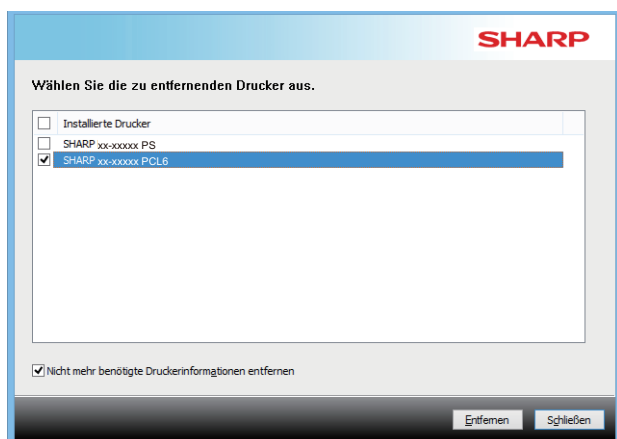 SHARP
Wählen Sie die zu entfernenden Drucker aus.
Installierte Drucker
SHARP xx-xxxxx PS
SHARP xx-xxxxx PCL6
Nicht mehr benötigte Druckerinformationen entfernen
Entfernen Schließen